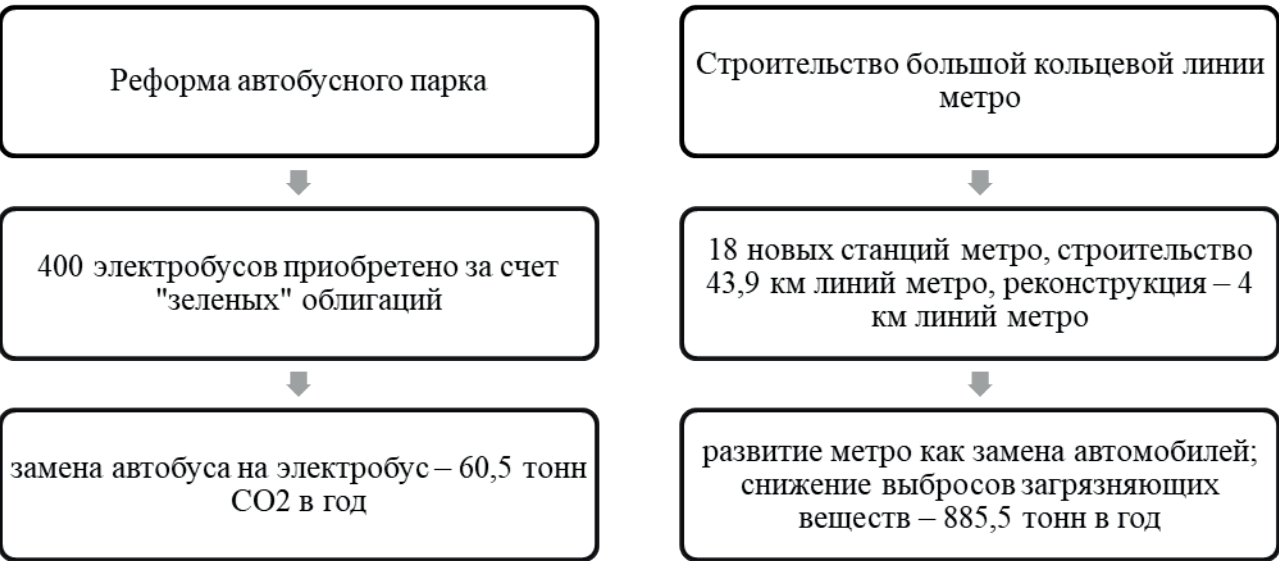 Реформа автобусного парка
400 электробусов приобретено за счет
"зеленых" облигаций
замена автобуса на электробус – 60,5 тонн
СО2 в год
Строительство большой кольцевой линии
метро
18 новых станций метро, строительство
43,9 км линий метро, реконструкция – 4
км линий метро
развитие метро как замена автомобилей;
снижение выбросов загрязняющих
веществ – 885,5 тонн в год